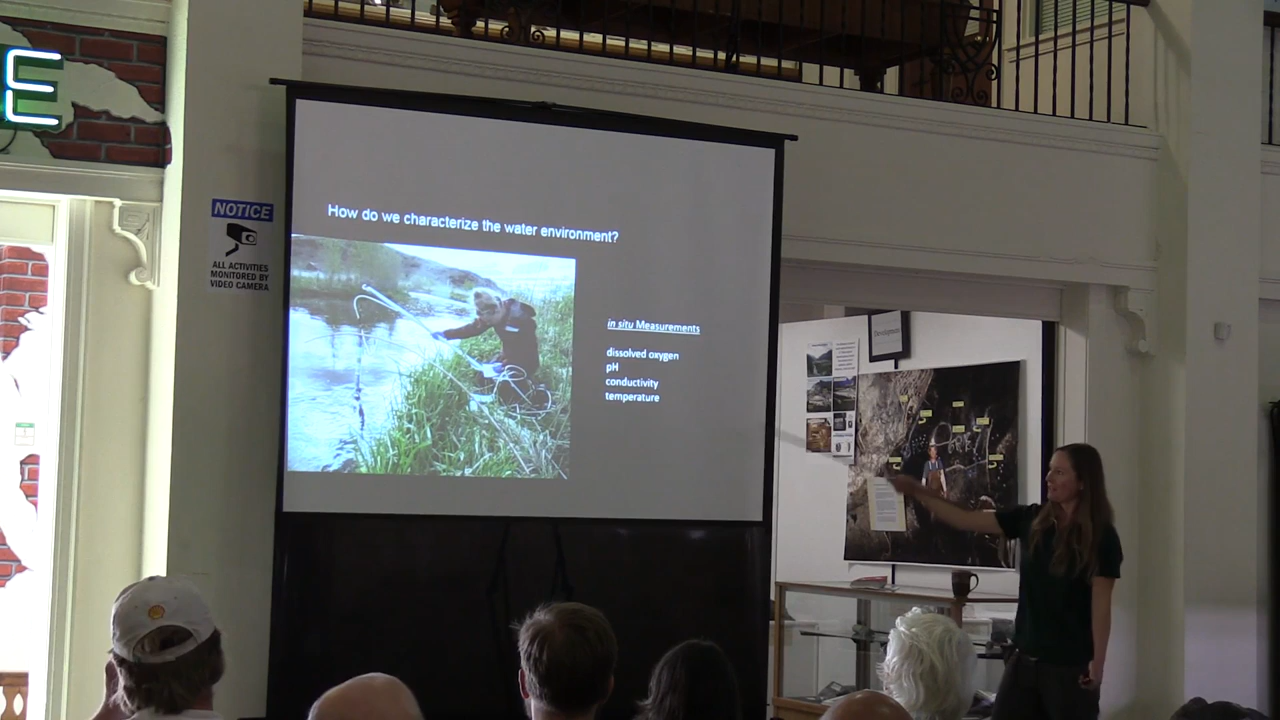 E
NOTICE
ALL ACTIVITIES
MONITORED BY
VIDEO CAMERA
How do we characterize the water environment?
in situ Measurements
dissolved oxygen
pH
conductivity
temperature